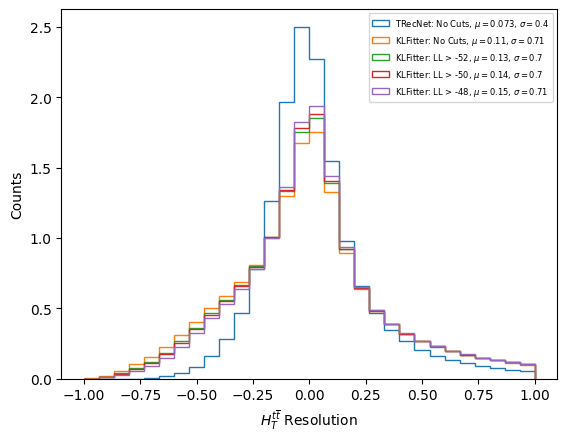 TRecNet: No Cuts, μ = 0.073, σ = 0.4
KLFitter: No Cuts, μ = 0.11, σ = 0.71
KLFitter: LL > -52, μ = 0.13, σ = 0.7
KLFitter: LL > -50, μ = 0.14, σ = 0.7
KLFitter: LL > -48, μ = 0.15, σ = 0.71
2.5
2.0
1.5
1.0
0.5
0.0
Counts
−1.00 −0.75 −0.50 −0.25 0.00 0.25 0.50 0.75 1.00
$H_T^{t\bar{t}}$ Resolution